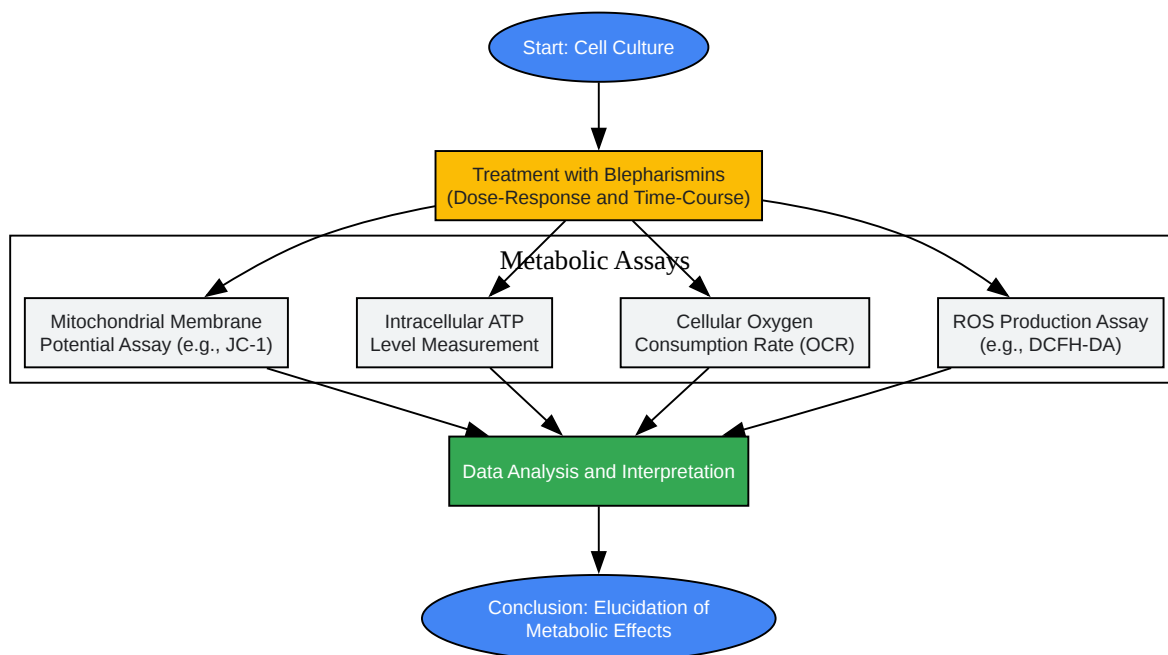 Start: Cell Culture
Treatment with Blepharismins
(Dose-Response and Time-Course)
Metabolic Assays
Mitochondrial Membrane
Potential Assay (e.g., JC-1)
Intracellular ATP
Level Measurement
Cellular Oxygen
Consumption Rate (OCR)
ROS Production Assay
(e.g., DCFH-DA)
Data Analysis and Interpretation
Conclusion: Elucidation of
Metabolic Effects